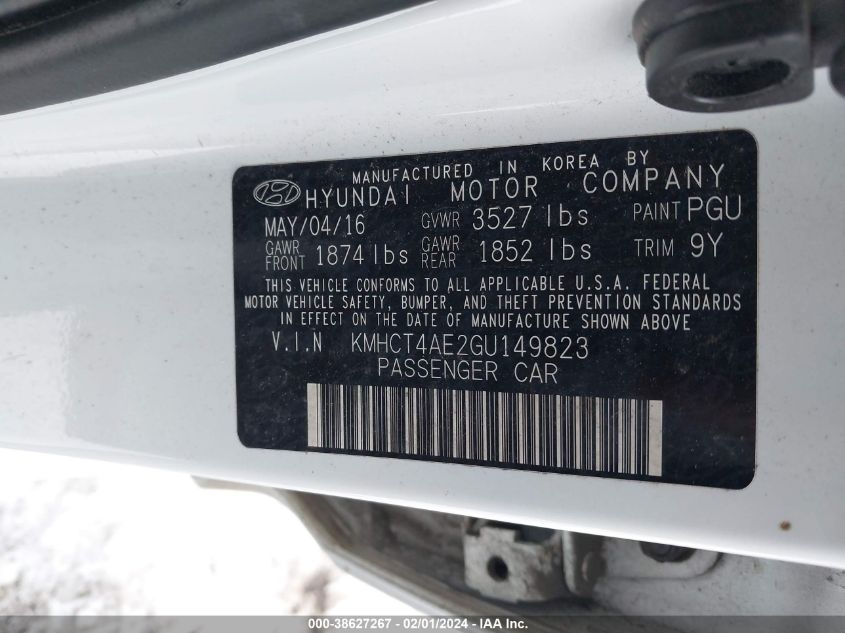 MANUFACTURED IN KOREA BY
HYUNDAI MOTOR COMPANY
MAY/04/16 GVWR 3527 lbs PAINT PGU
GAWR FRONT 1874 lbs GAWR REAR 1852 lbs TRIM 9Y
THIS VEHICLE CONFORMS TO ALL APPLICABLE U.S.A. FEDERAL
MOTOR VEHICLE SAFETY, BUMPER, AND THEFT PREVENTION STANDARDS
IN EFFECT ON THE DATE OF MANUFACTURE SHOWN ABOVE
V.I.N KMHCT4AE2GU149823
PASSENGER CAR
000-38627267 - 02/01/2024 - IAA Inc.